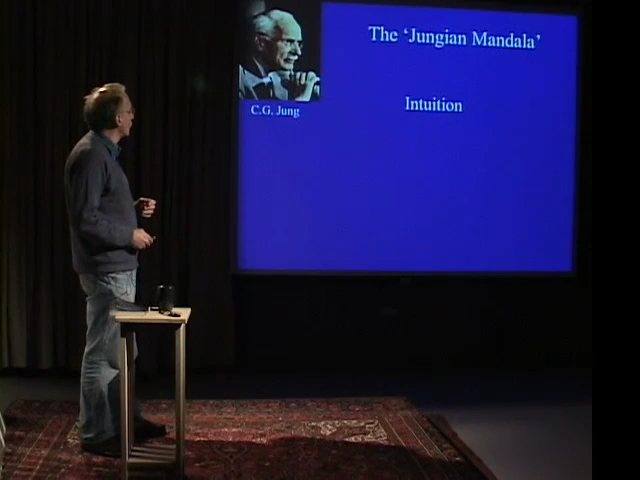 The ‘Jungian Mandala’
C.G. Jung
Intuition